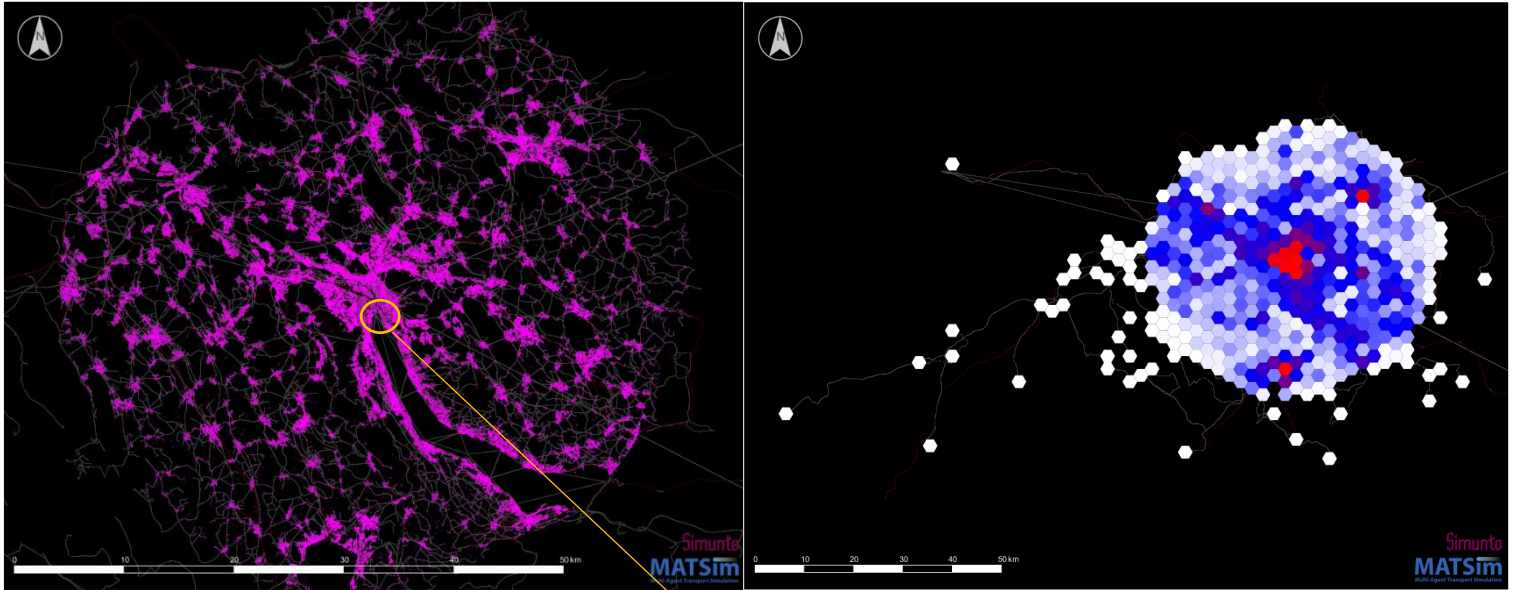 N
0 10 20 30 40 50 km
Simunto
MATSim
Multi-Agent Transport Simulation
N
0 10 20 30 40 50 km
Simunto
MATSim
Multi-Agent Transport Simulation